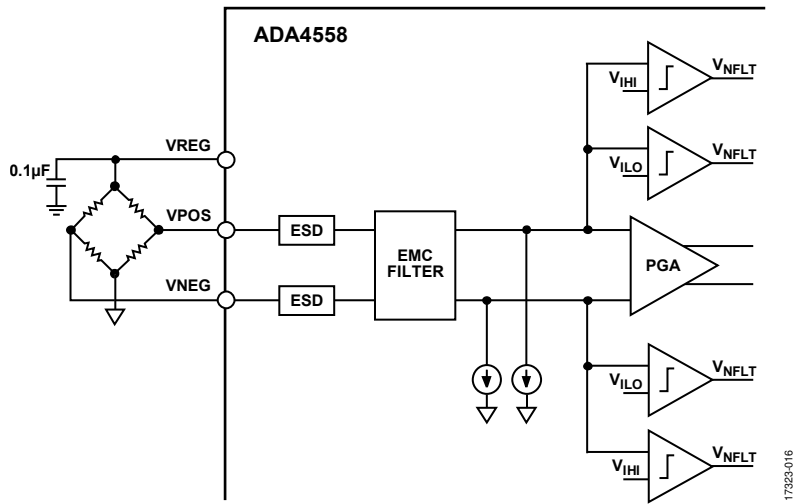 ADA4558
VNFLT
VIHI
VREG
0.1µF
VNFLT
VILO
VPOS
ESD
EMC
FILTER
PGA
VNEG
ESD
VNFLT
VILO
VNFLT
VIHI
17323-016